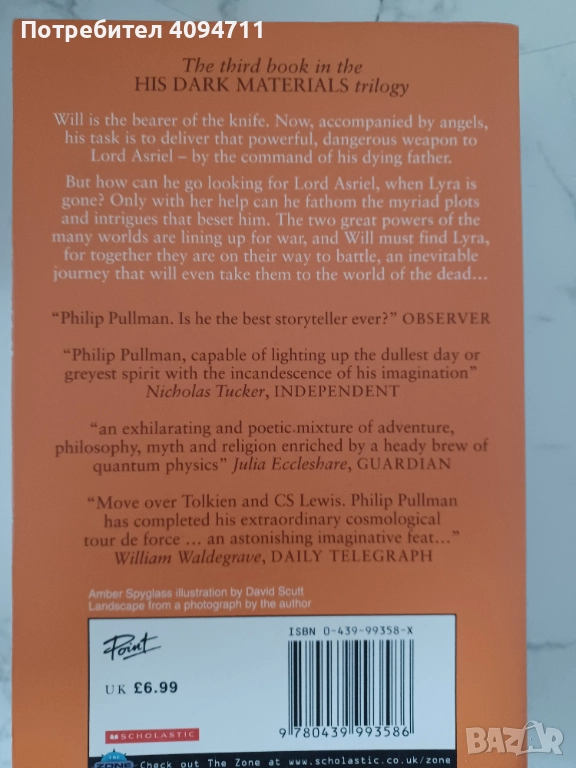 Потребител 4094711
The third book in the
HIS DARK MATERIALS trilogy
Will is the bearer of the knife. Now, accompanied by angels,
his task is to deliver that powerful, dangerous weapon to
Lord Asriel – by the command of his dying father.
But how can he go looking for Lord Asriel, when Lyra is
gone? Only with her help can he fathom the myriad plots
and intrigues that beset him. The two great powers of the
many worlds are lining up for war, and Will must find Lyra,
for together they are on their way to battle, an inevitable
journey that will even take them to the world of the dead…
“Philip Pullman. Is he the best storyteller ever?” OBSERVER
“Philip Pullman, capable of lighting up the dullest day or
greyest spirit with the incandescence of his imagination”
Nicholas Tucker, INDEPENDENT
“an exhilarating and poetic mixture of adventure,
philosophy, myth and religion enriched by a heady brew of
quantum physics” Julia Eccleshare, GUARDIAN
“Move over Tolkien and CS Lewis. Philip Pullman
has completed his extraordinary cosmological
tour de force … an astonishing imaginative feat…”
William Waldegrave, DAILY TELEGRAPH
Amber Spyglass illustration by David Scutt
Landscape from a photograph by the author
Point
UK £6.99
SCHOLASTIC
ISBN 0-439-99358-X
9 780439 993586
THE ZONE Check out The Zone at www.scholastic.co.uk/zone
BAZAR